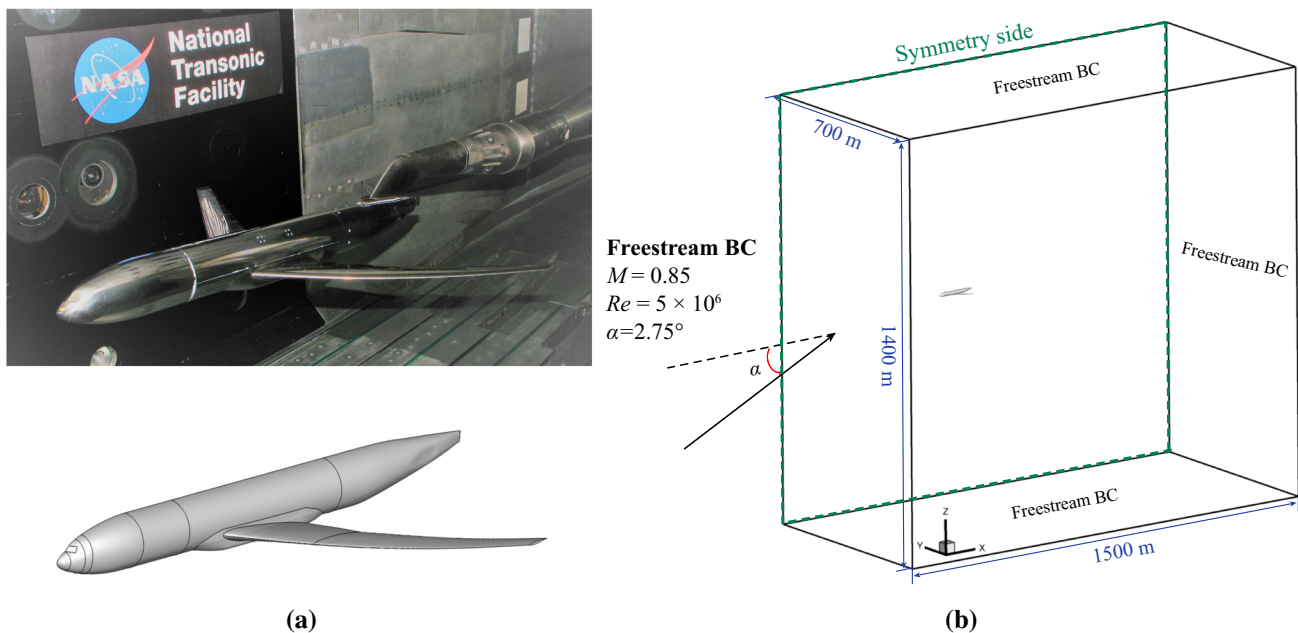 NASA
National
Transonic
Facility
Symmetry side
Freestream BC
700 m
Freestream BC
M = 0.85
Re = 5 × 10⁶
α=2.75°
α
1400 m
Freestream BC
Freestream BC
Z
Y
X
1500 m
(a)
(b)